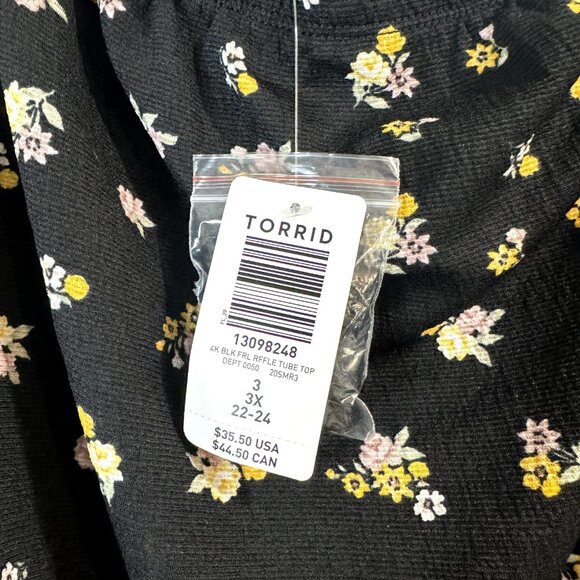 TORRID
FL_20
13098248
4K BLK FRL RFFLE TUBE TOP
DEPT 0050 20SMR3
3
3X
22-24
$35.50 USA
$44.50 CAN